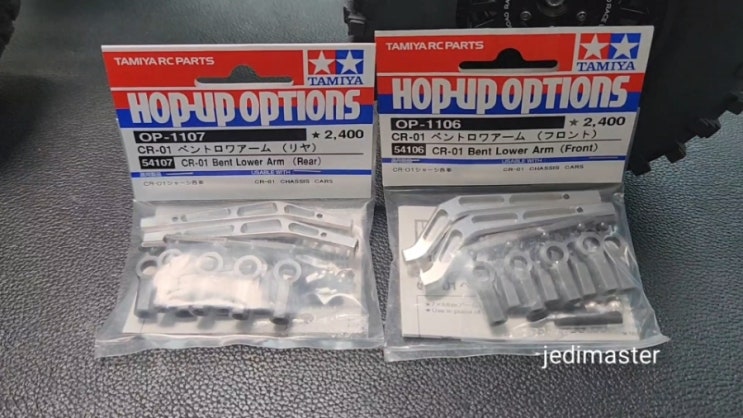 TAMIYA RC PARTS
TAMIYA
HOP-UP OPTIONS
OP-1107
★ 2,400
CR-01 ベントロワアーム (リヤ)
54107 CR-01 Bent Lower Arm (Rear)
USABLE WITH
CR-01シャーシ各車
CR-01 CHASSIS CARS
TAMIYA RC PARTS
TAMIYA
HOP-UP OPTIONS
OP-1106
★ 2,400
CR-01 ベントロワアーム (フロント)
54106 CR-01 Bent Lower Arm (Front)
USABLE WITH
CR-01シャーシ各車
CR-01 CHASSIS CARS
jedimaster